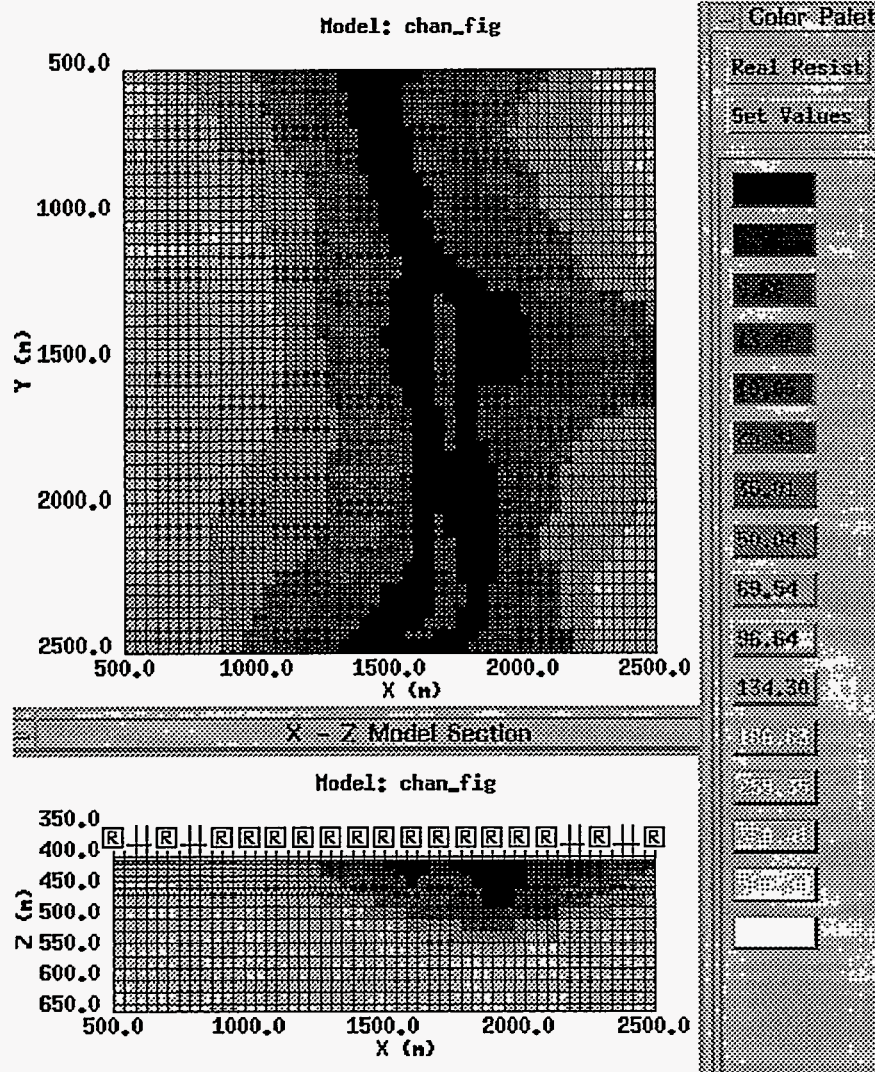 Model: chan_fig
Color Palet
Real Resist
Set Values
500.0
1000.0
1500.0
2000.0
2500.0
Y (m)
500.0 1000.0 1500.0 2000.0 2500.0
X (m)
50.04
69.54
96.64
134.30
X - Z Model Section
Model: chan_fig
350.0
R R R R R R R R R R R R R R R R R
400.0
450.0
500.0
550.0
600.0
650.0
Z (m)
500.0 1000.0 1500.0 2000.0 2500.0
X (m)